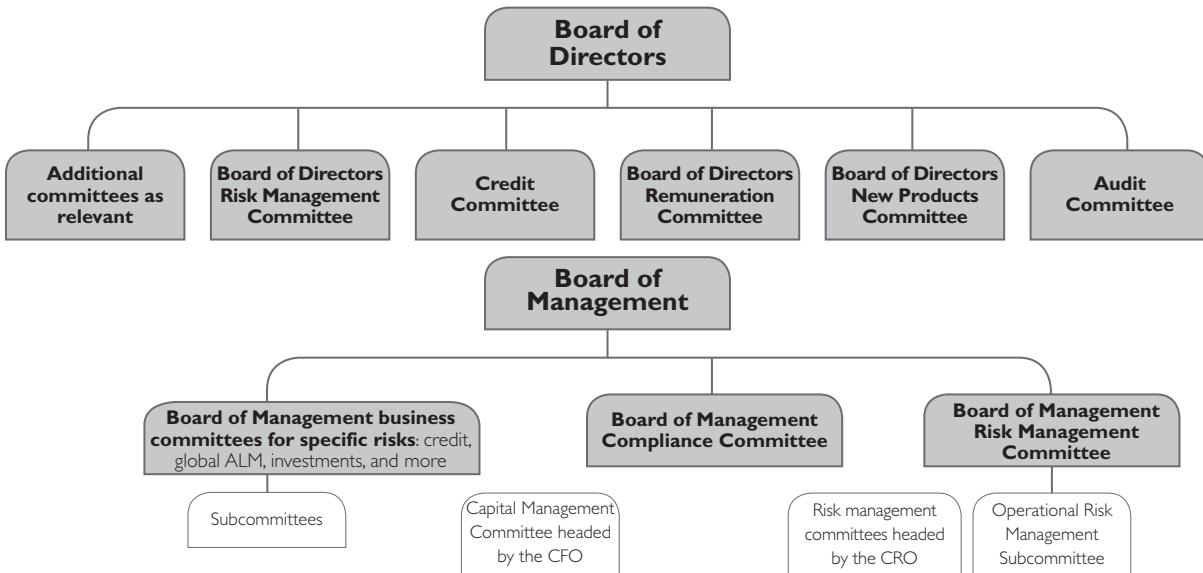 Board of
Directors
Additional
committees as
relevant
Board of Directors
Risk Management
Committee
Credit
Committee
Board of Directors
Remuneration
Committee
Board of Directors
New Products
Committee
Audit
Committee
Board of
Management
Board of Management business
committees for specific risks: credit,
global ALM, investments, and more
Board of Management
Compliance Committee
Board of Management
Risk Management
Committee
Subcommittees
Capital Management
Committee headed
by the CFO
Risk management
committees headed
by the CRO
Operational Risk
Management
Subcommittee